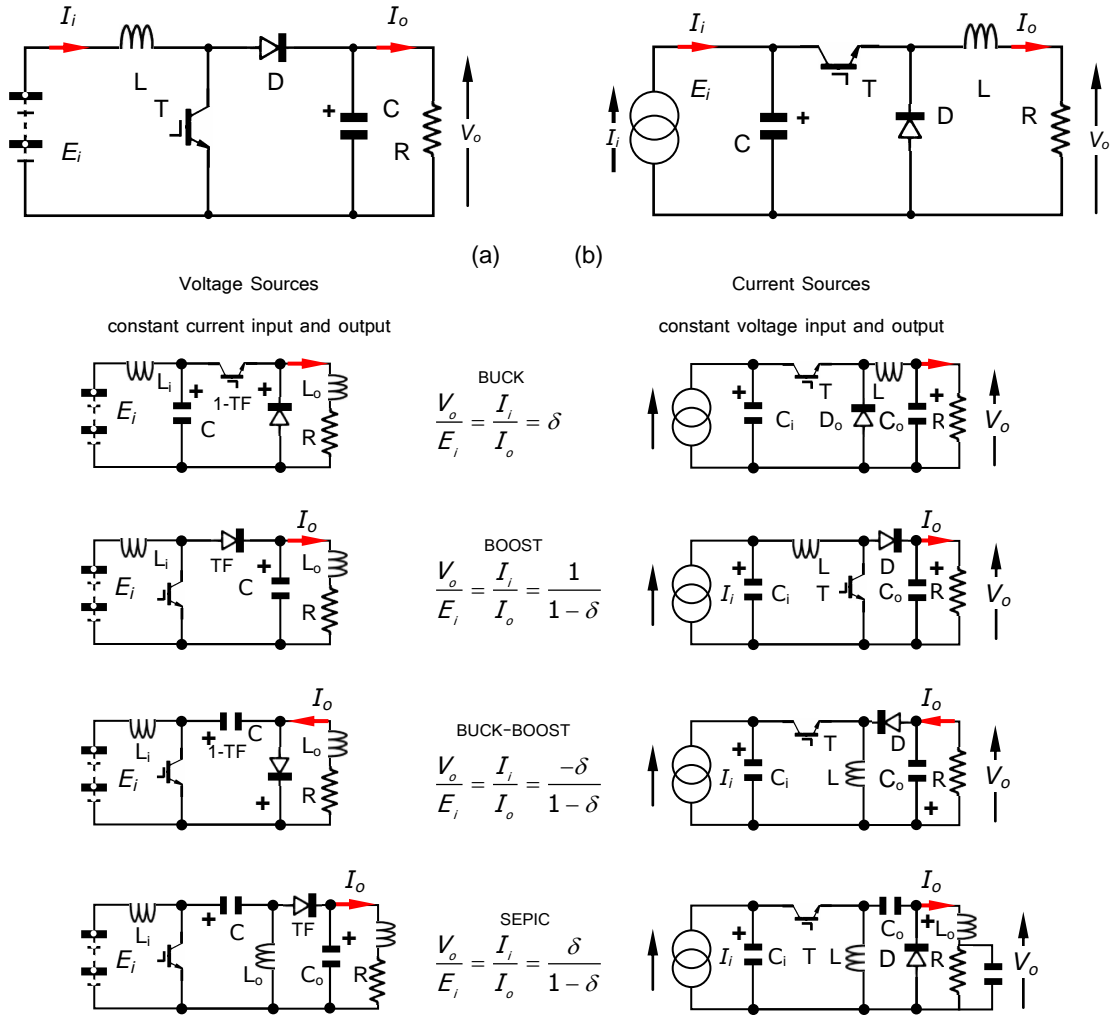 I_i
I_o
L
D
T
C
R
E_i
V_o
+
I_i
I_o
E_i
T
L
I_i
C
D
R
V_o
+
(a)
(b)
Voltage Sources
Current Sources
constant current input and output
constant voltage input and output
L_i
+
1-TF
+
L_o
E_i
C
R
BUCK
V_o/E_i = I_i/I_o = δ
+
T
L
+
C_i
D_o
C_o
R
V_o
I_o
L_i
TF
+
L_o
E_i
C
R
BOOST
V_o/E_i = I_i/I_o = 1/(1−δ)
I_o
+
L
D
+
I_i
C_i
T
C_o
R
V_o
I_o
L_i
+
C
1-TF
L_o
E_i
+
R
BUCK-BOOST
V_o/E_i = I_i/I_o = −δ/(1−δ)
I_o
+
T
D
I_i
C_i
L
C_o
R
+
V_o
I_o
L_i
+
C
TF
+
E_i
L_o
C_o
R
SEPIC
V_o/E_i = I_i/I_o = δ/(1−δ)
I_o
+
C_o
+
L_o
I_i
C_i
T
L
D
R
V_o